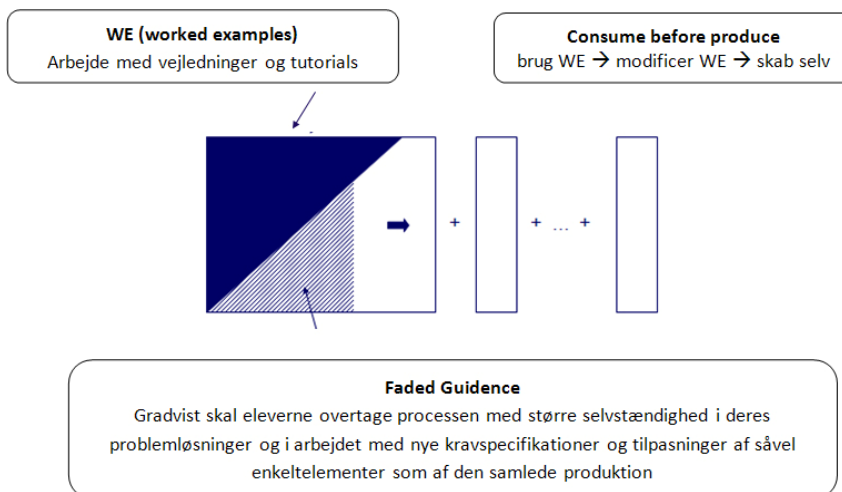 WE (worked examples)
Arbejde med vejledninger og tutorials
Consume before produce
brug WE → modificer WE → skab selv
+ + ... +
Faded Guidence
Gradvist skal eleverne overtage processen med større selvstændighed i deres
problemløsninger og i arbejdet med nye kravspecifikationer og tilpasninger af såvel
enkeltelementer som af den samlede produktion